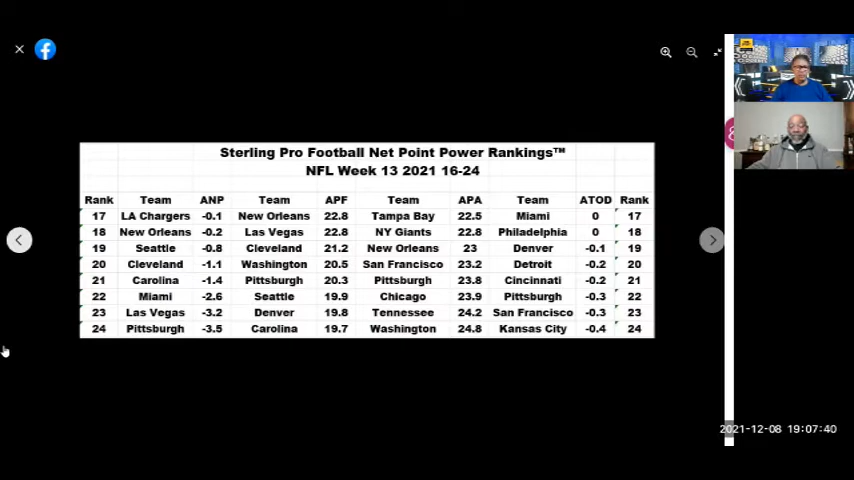 Sterling Pro Football Net Point Power Rankings™
NFL Week 13 2021 16-24
Rank Team ANP Team APF Team APA Team ATOD Rank
17 LA Chargers -0.1 New Orleans 22.8 Tampa Bay 22.5 Miami 0 17
18 New Orleans -0.2 Las Vegas 22.8 NY Giants 22.8 Philadelphia 0 18
19 Seattle -0.8 Cleveland 21.2 New Orleans 23 Denver -0.1 19
20 Cleveland -1.1 Washington 20.5 San Francisco 23.2 Detroit -0.2 20
21 Carolina -1.4 Pittsburgh 20.3 Pittsburgh 23.8 Cincinnati -0.2 21
22 Miami -2.6 Seattle 19.9 Chicago 23.9 Pittsburgh -0.3 22
23 Las Vegas -3.2 Denver 19.8 Tennessee 24.2 San Francisco -0.3 23
24 Pittsburgh -3.5 Carolina 19.7 Washington 24.8 Kansas City -0.4 24
2021-12-08 19:07:40